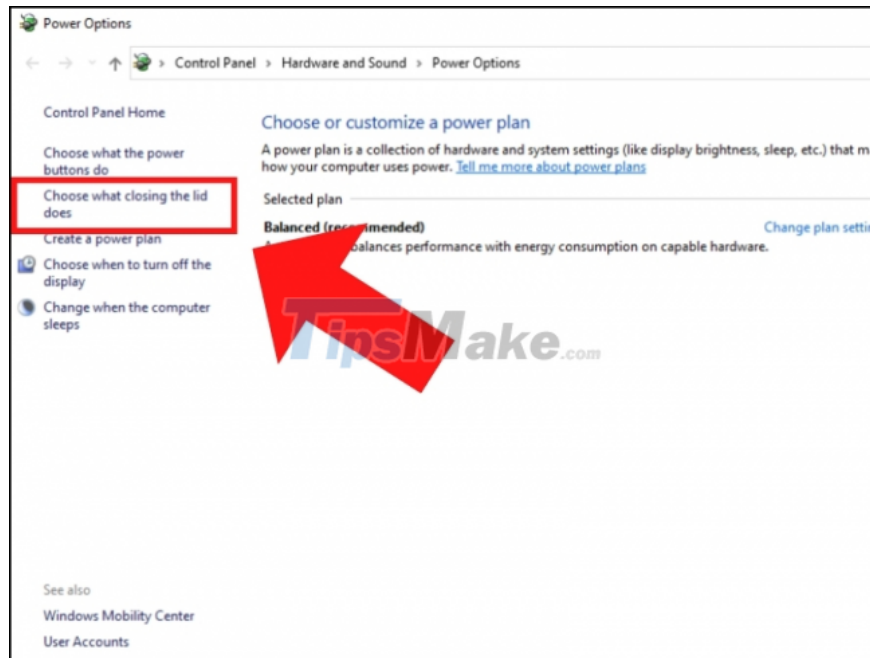 Power Options
Control Panel > Hardware and Sound > Power Options
Control Panel Home
Choose what the power
buttons do
Choose what closing the lid
does
Create a power plan
Choose when to turn off the
display
Change when the computer
sleeps
Choose or customize a power plan
A power plan is a collection of hardware and system settings (like display brightness, sleep, etc.) that m
how your computer uses power. Tell me more about power plans
Selected plan
Balanced (recommended)
Change plan settin
balances performance with energy consumption on capable hardware.
TipsMake.com
See also
Windows Mobility Center
User Accounts